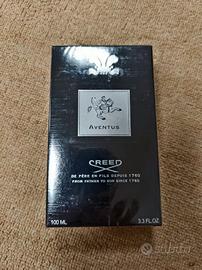 AVENTUS
CREED
DE PÈRE EN FILS DEPUIS 1760
FROM FATHER TO SON SINCE 1760
100 ML 3.3 FL.OZ
subito